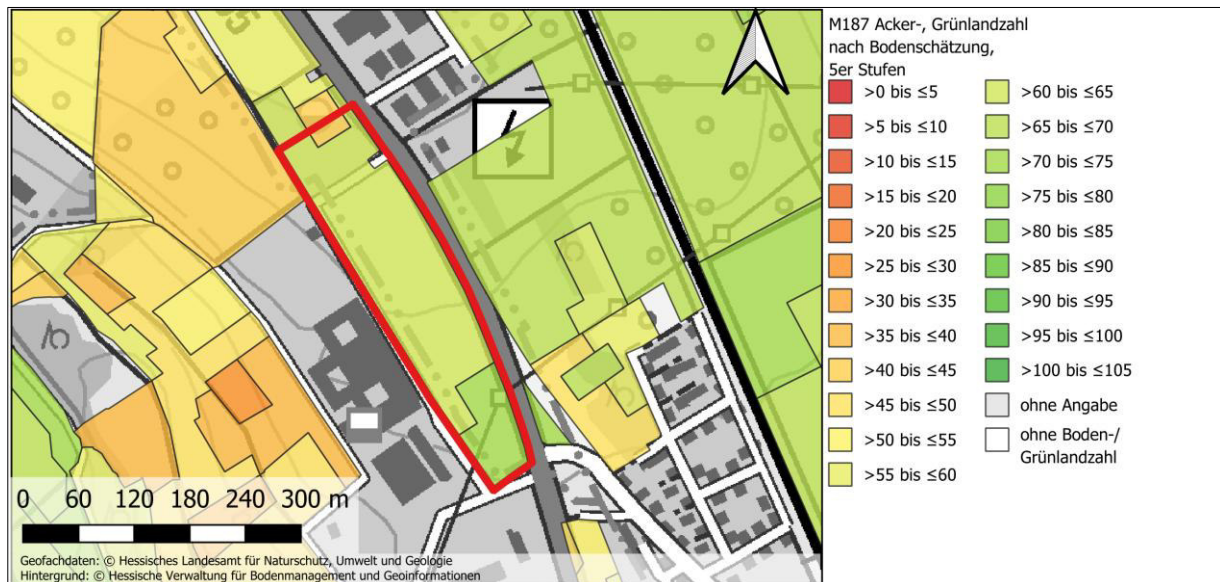 M187 Acker-, Grünlandzahl
nach Bodenschätzung,
5er Stufen
>0 bis ≤5
>5 bis ≤10
>10 bis ≤15
>15 bis ≤20
>20 bis ≤25
>25 bis ≤30
>30 bis ≤35
>35 bis ≤40
>40 bis ≤45
>45 bis ≤50
>50 bis ≤55
>55 bis ≤60
>60 bis ≤65
>65 bis ≤70
>70 bis ≤75
>75 bis ≤80
>80 bis ≤85
>85 bis ≤90
>90 bis ≤95
>95 bis ≤100
>100 bis ≤105
ohne Angabe
ohne Boden-/
Grünlandzahl
0 60 120 180 240 300 m
Geofachdaten: © Hessisches Landesamt für Naturschutz, Umwelt und Geologie
Hintergrund: © Hessische Verwaltung für Bodenmanagement und Geoinformationen